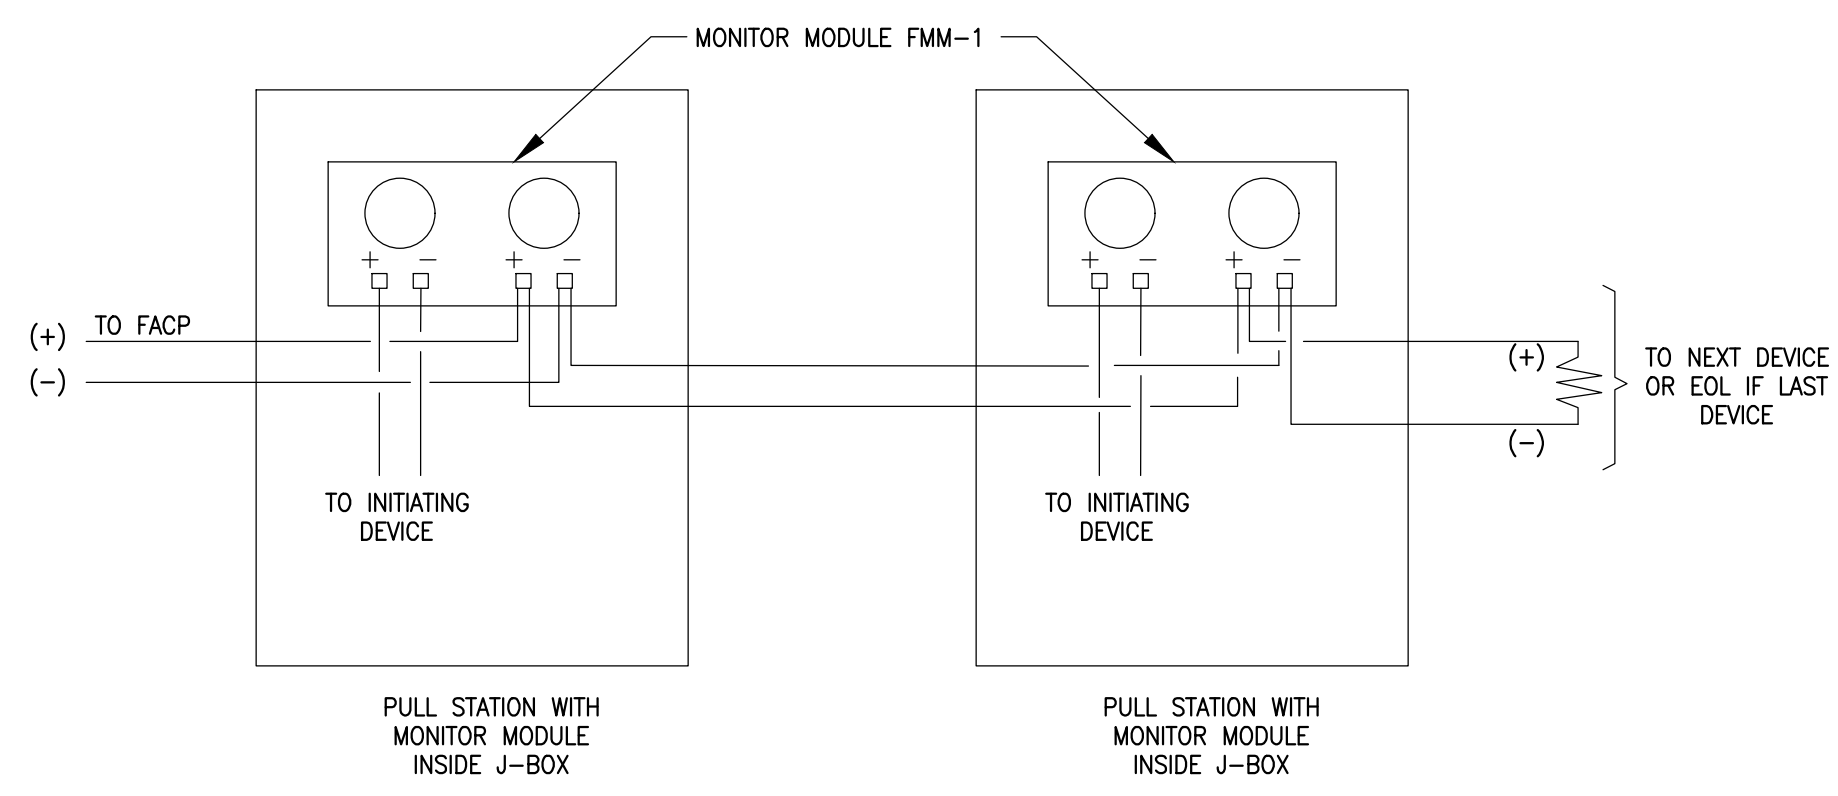 MONITOR MODULE FMM-1
+ − + −
+ − + −
(+) TO FACP
(−)
(+)
(−)
TO NEXT DEVICE
OR EOL IF LAST
DEVICE
TO INITIATING
DEVICE
TO INITIATING
DEVICE
PULL STATION WITH
MONITOR MODULE
INSIDE J-BOX
PULL STATION WITH
MONITOR MODULE
INSIDE J-BOX